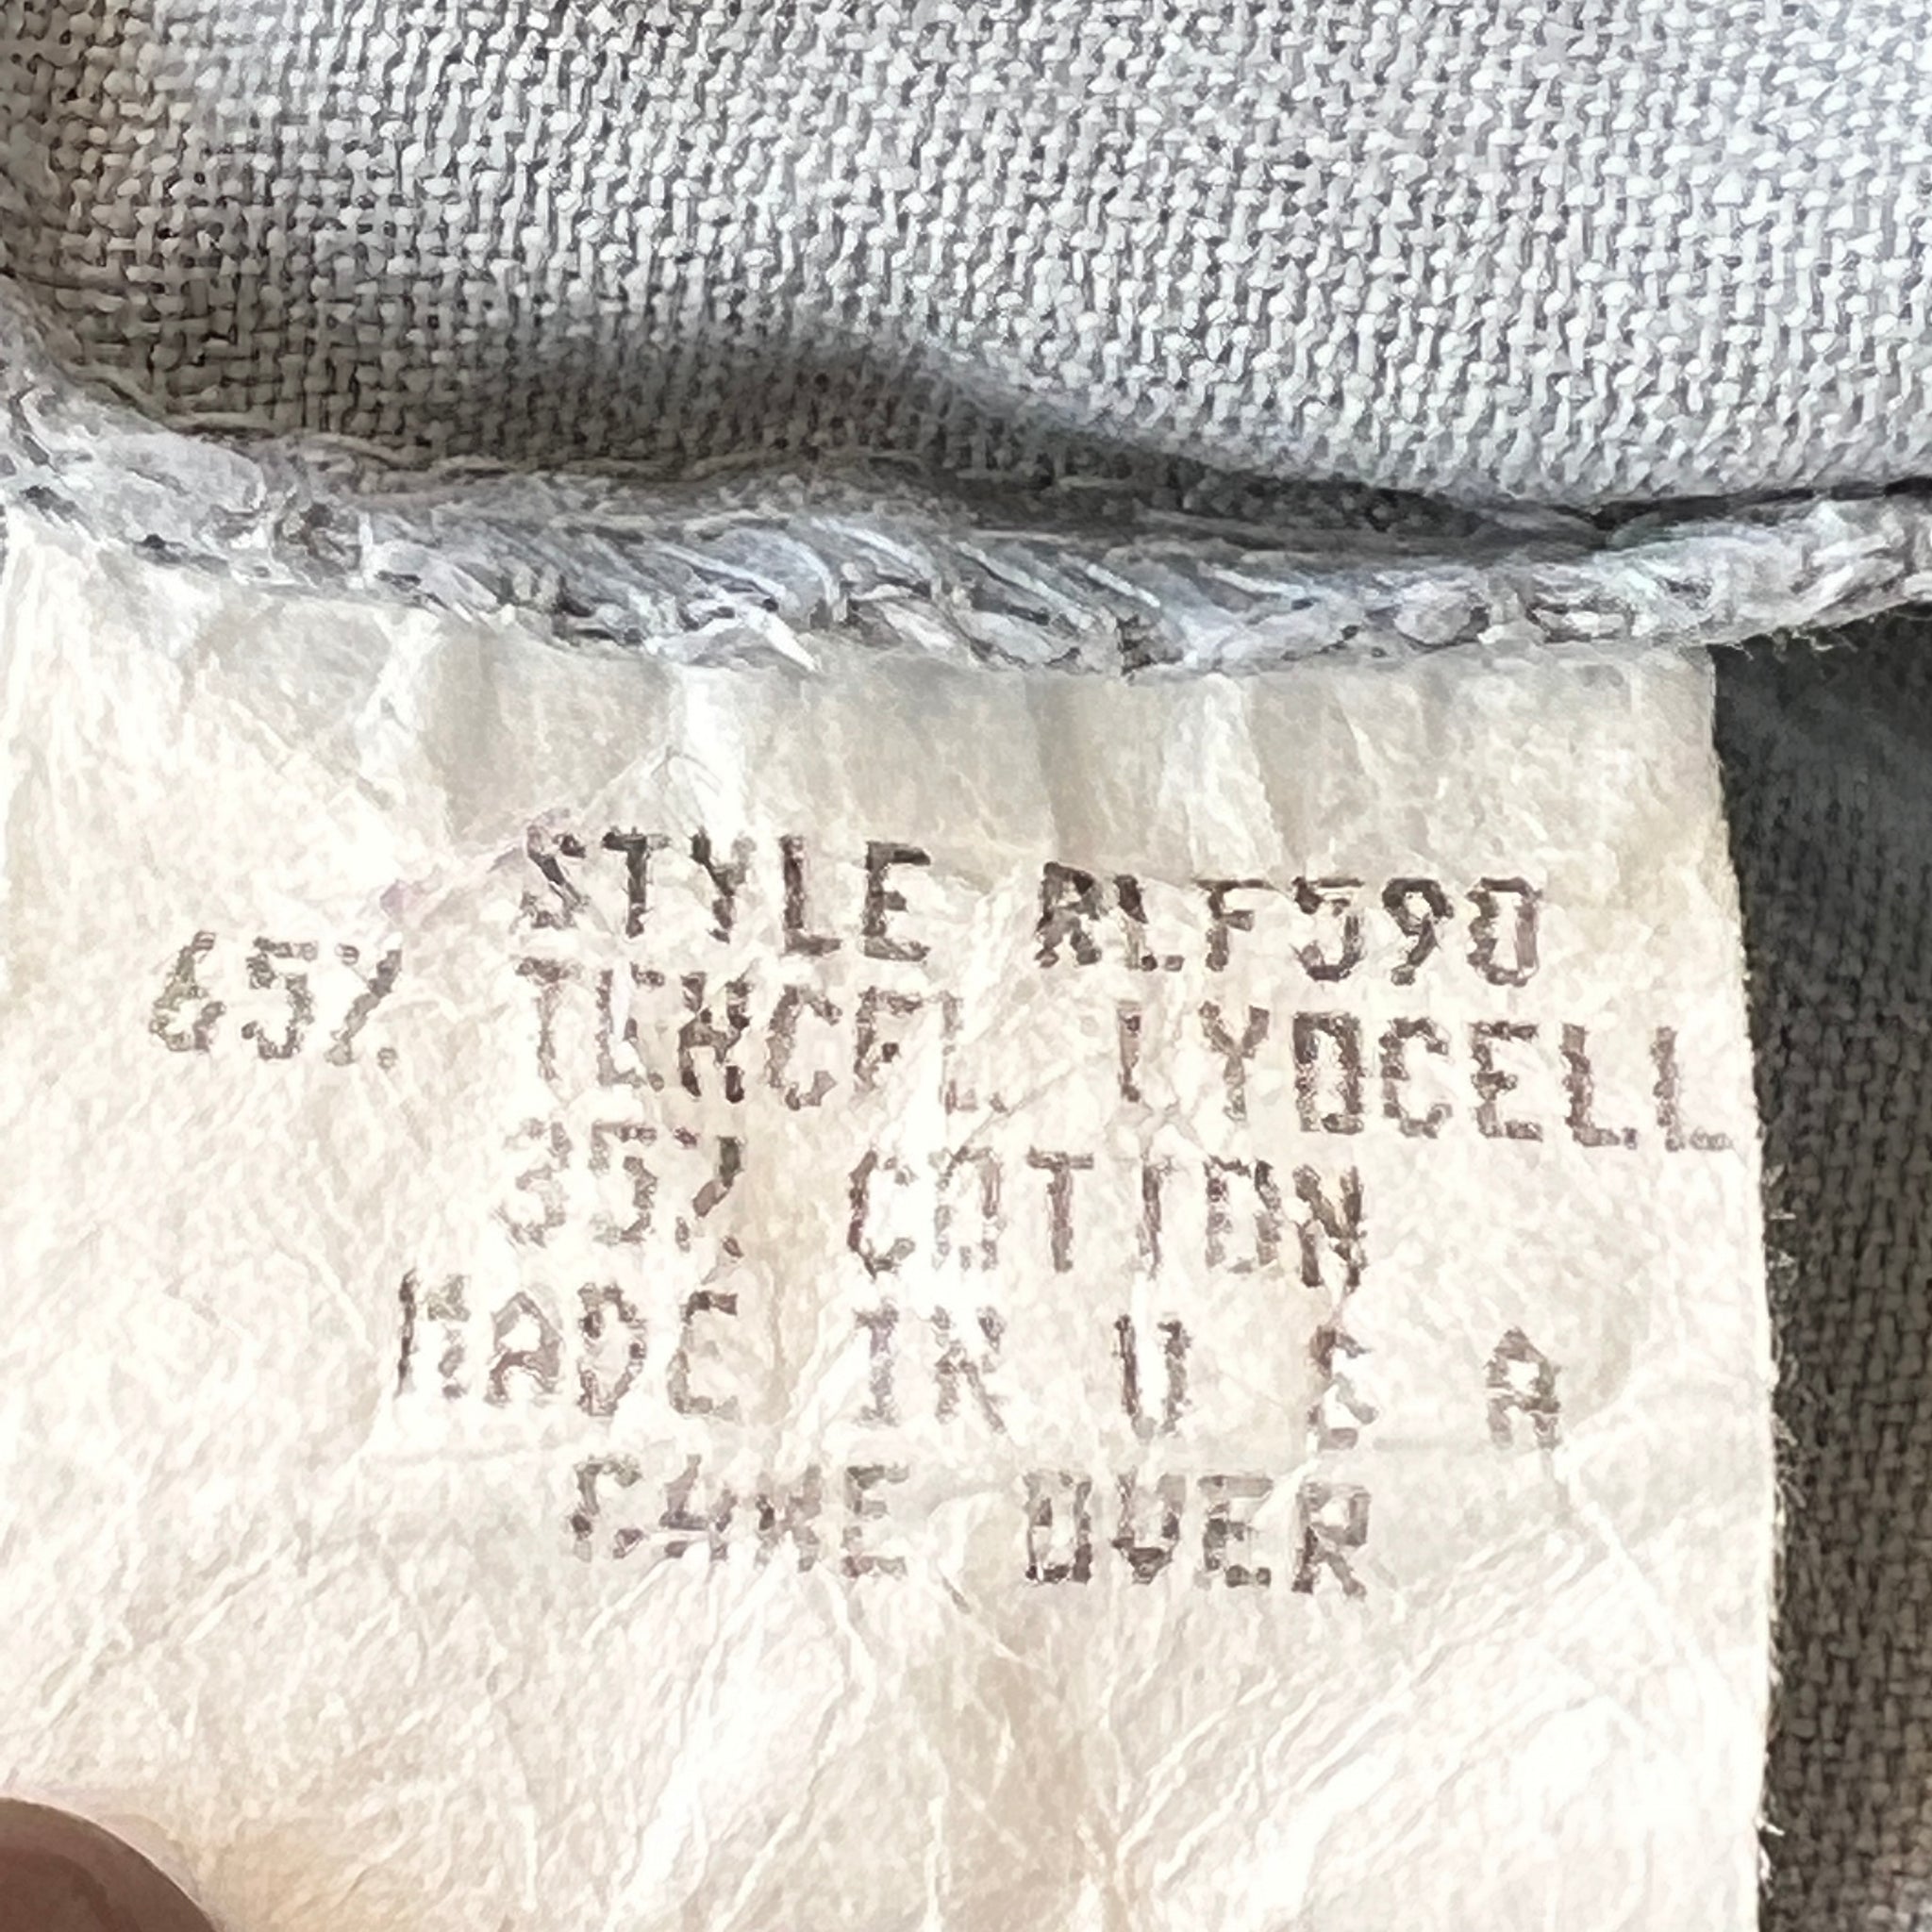 STYLE RLF590
65% TENCEL LYOCELL
35% COTTON
MADE IN U S A
CARE OVER